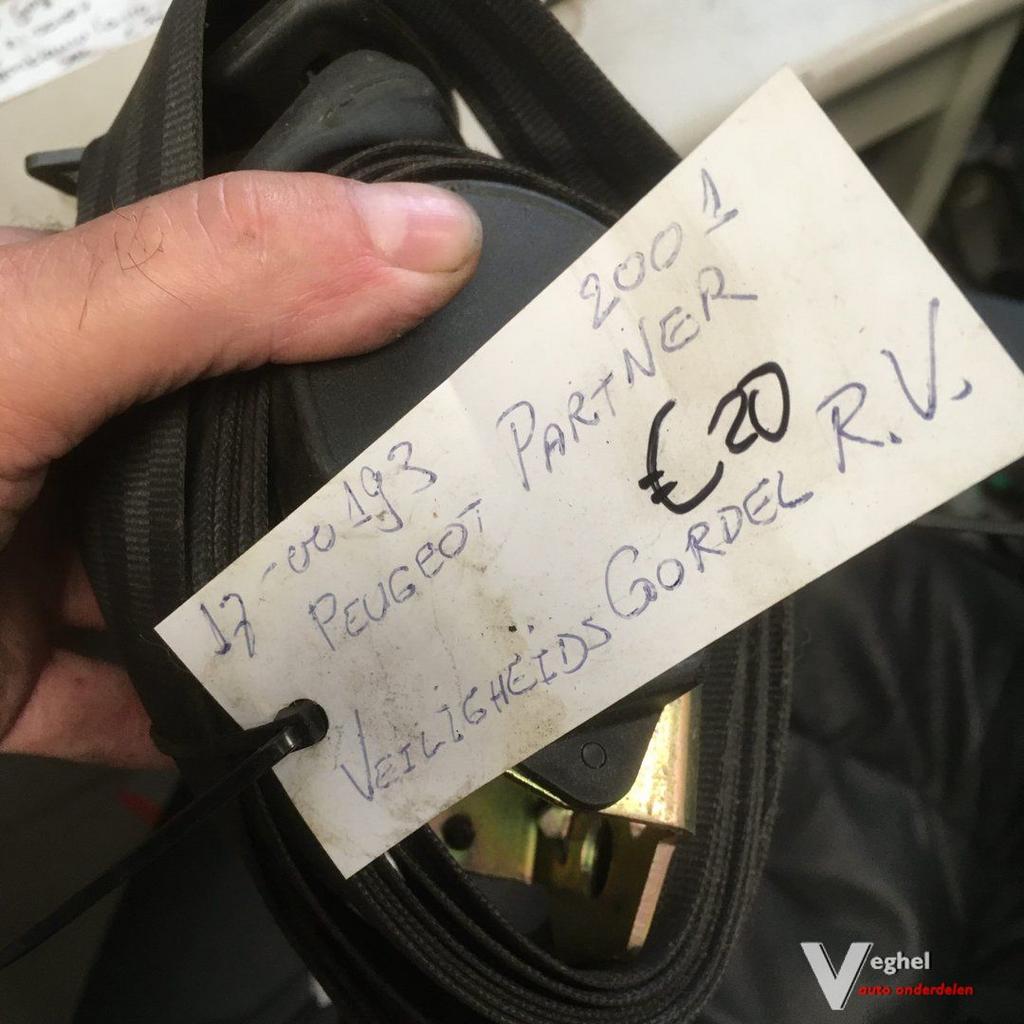 17-00193 2001
PEUGEOT PARTNER
€20
VEILIGHEIDSGORDEL R.V.
Veghel
auto onderdelen